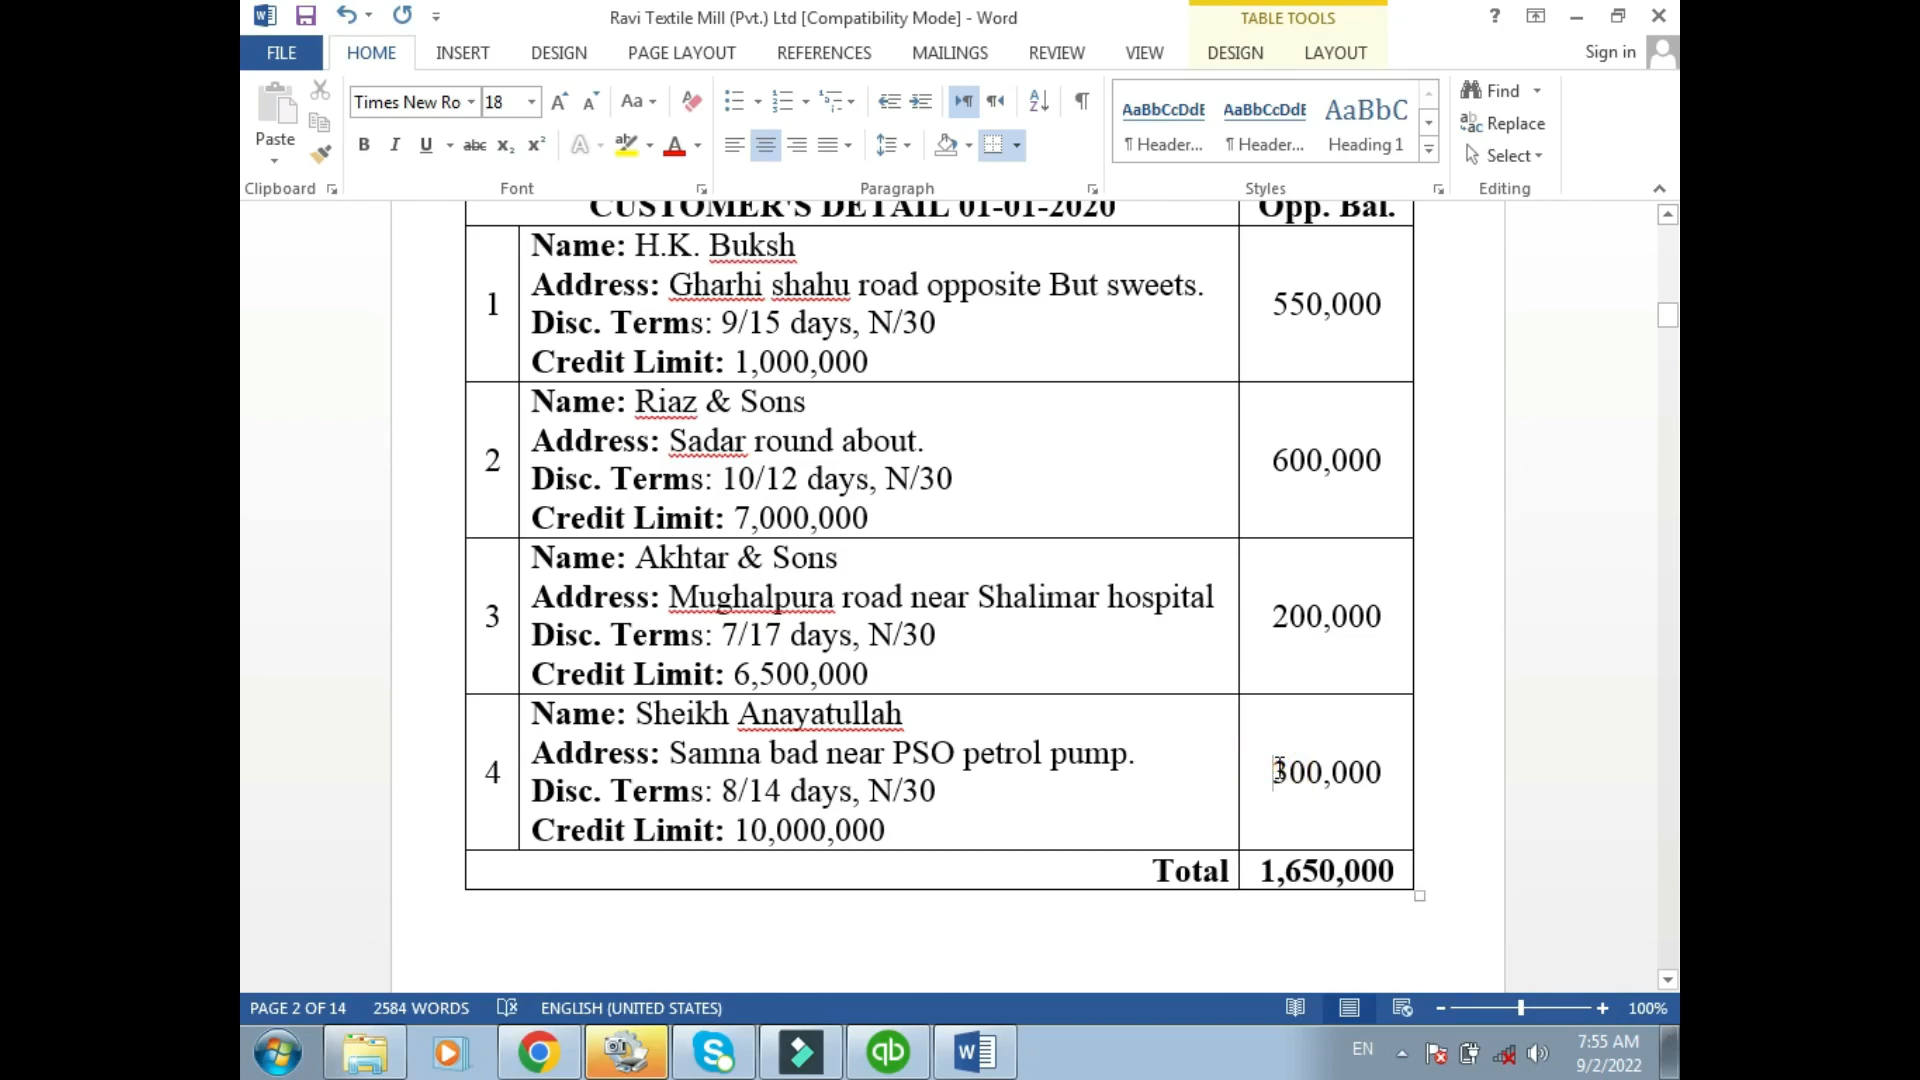 Ravi Textile Mill (Pvt.) Ltd [Compatibility Mode] - Word
TABLE TOOLS
?
FILE
HOME
INSERT
DESIGN
PAGE LAYOUT
REFERENCES
MAILINGS
REVIEW
VIEW
DESIGN
LAYOUT
Sign in
Paste
Times New Ro
18
Aa
B I U abc x₂ x²
AaBbCcDdE
AaBbCcDdE
AaBbC
¶ Header...
¶ Header...
Heading 1
Find
Replace
Select
Clipboard
Font
Paragraph
Styles
Editing
CUSTOMER'S DETAIL 01-01-2020
Opp. Bal.
1
Name: H.K. Buksh
Address: Gharhi shahu road opposite But sweets.
Disc. Terms: 9/15 days, N/30
Credit Limit: 1,000,000
550,000
2
Name: Riaz & Sons
Address: Sadar round about.
Disc. Terms: 10/12 days, N/30
Credit Limit: 7,000,000
600,000
3
Name: Akhtar & Sons
Address: Mughalpura road near Shalimar hospital
Disc. Terms: 7/17 days, N/30
Credit Limit: 6,500,000
200,000
4
Name: Sheikh Anayatullah
Address: Samna bad near PSO petrol pump.
Disc. Terms: 8/14 days, N/30
Credit Limit: 10,000,000
300,000
Total
1,650,000
PAGE 2 OF 14
2584 WORDS
ENGLISH (UNITED STATES)
100%
EN
7:55 AM
9/2/2022